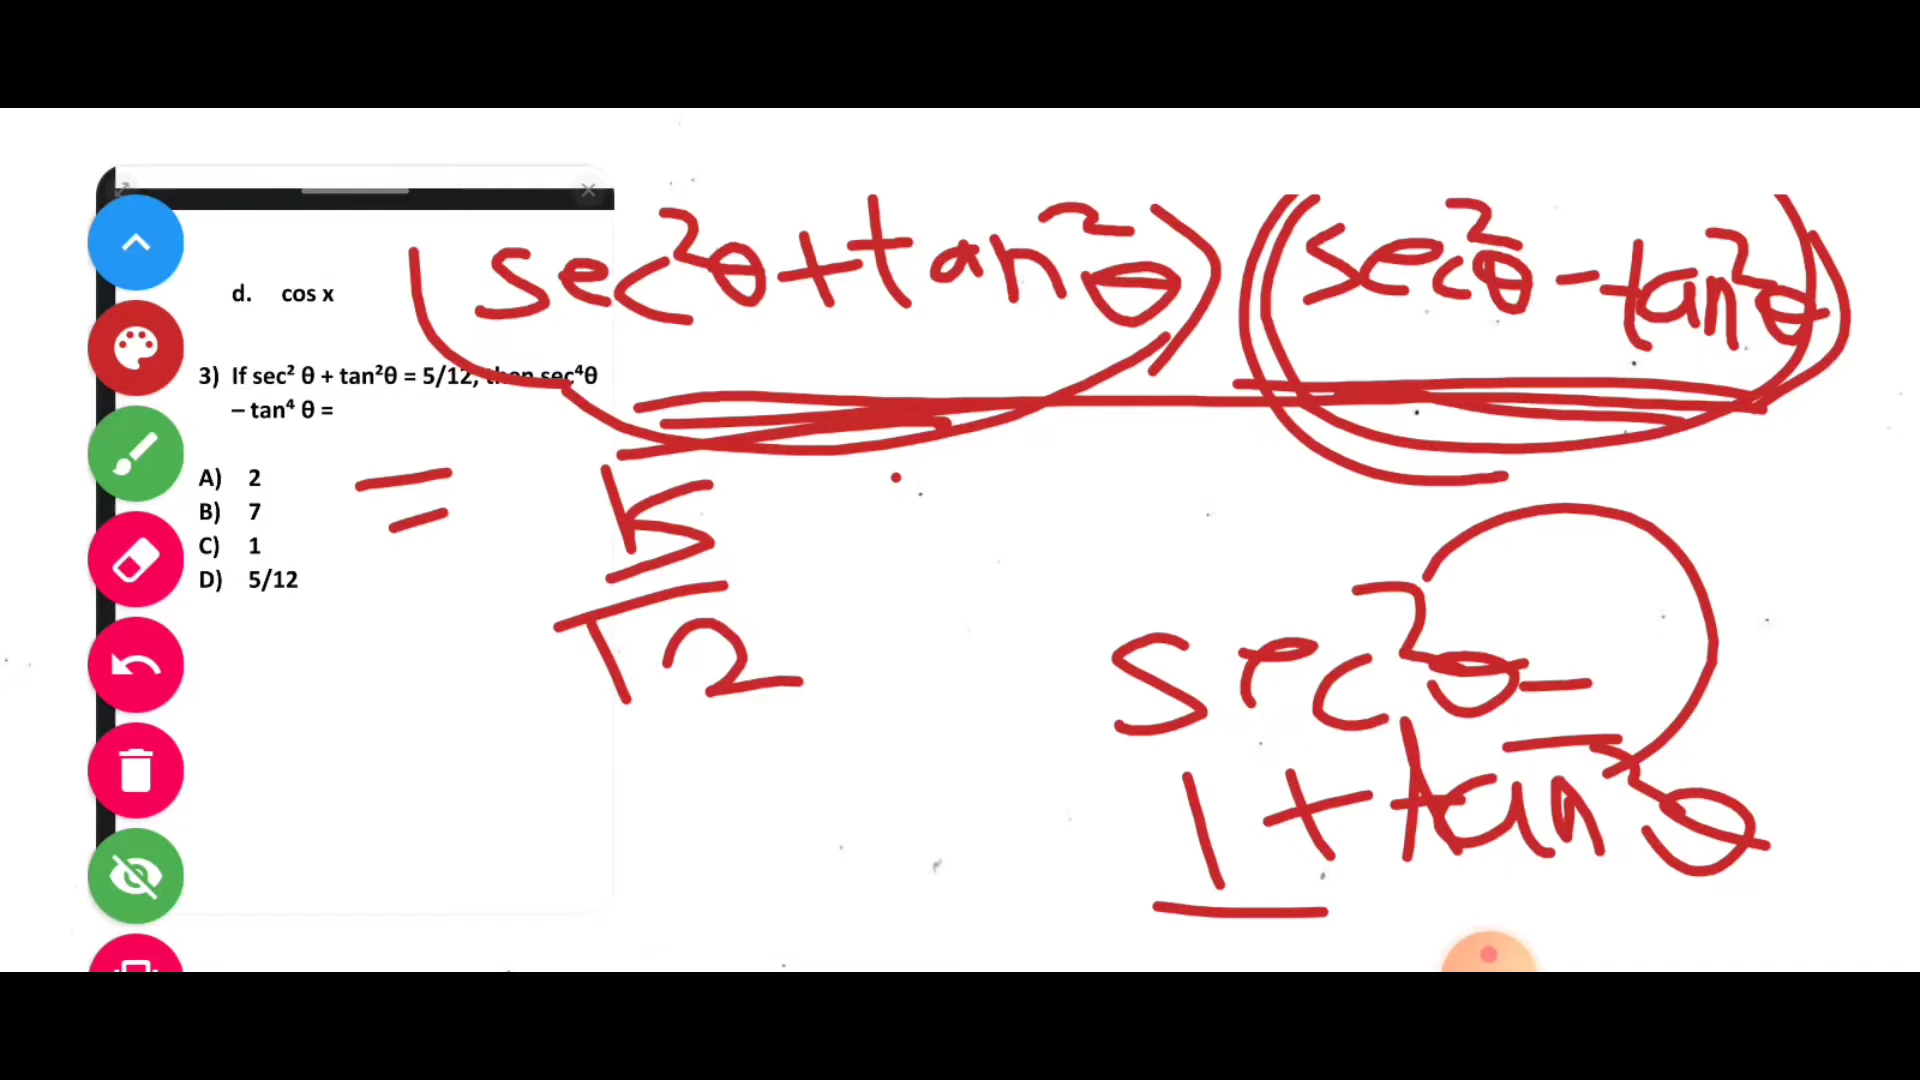 (sec²θ+tan²θ) (sec²θ-tan²θ)
d. cos x
3) If sec² θ + tan²θ = 5/12, then sec⁴θ
– tan⁴ θ =
A) 2
B) 7
C) 1
D) 5/12
= 5
12
sec²θ =
1+tan²θ